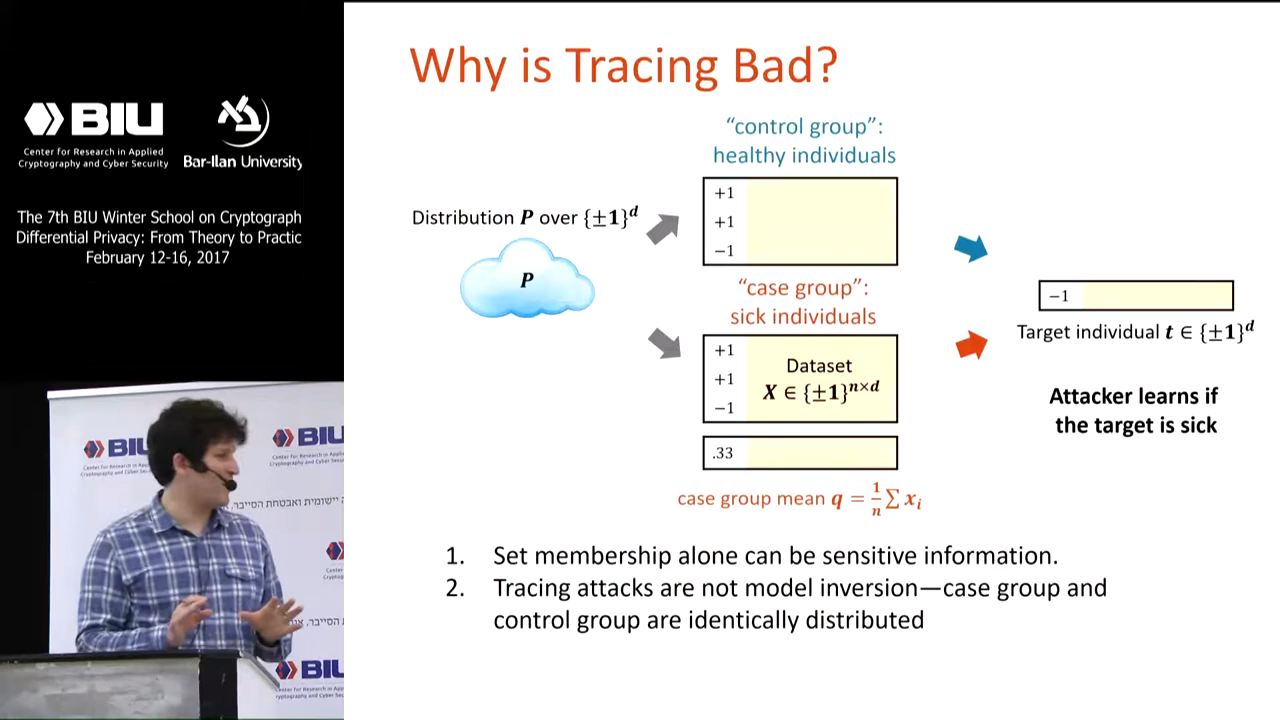 Why is Tracing Bad?
BIU
Center for Research in Applied
Cryptography and Cyber Security
Bar-Ilan University
The 7th BIU Winter School on Cryptograph
Differential Privacy: From Theory to Practic
February 12-16, 2017
"control group":
healthy individuals
Distribution P over {±1}^d
P
+1
+1
−1
"case group":
sick individuals
+1
+1
−1
Dataset
X ∈ {±1}^{n×d}
.33
case group mean q = 1/n ∑ x_i
−1
Target individual t ∈ {±1}^d
Attacker learns if
the target is sick
1. Set membership alone can be sensitive information.
2. Tracing attacks are not model inversion—case group and
control group are identically distributed
BIU
BIU
BIU